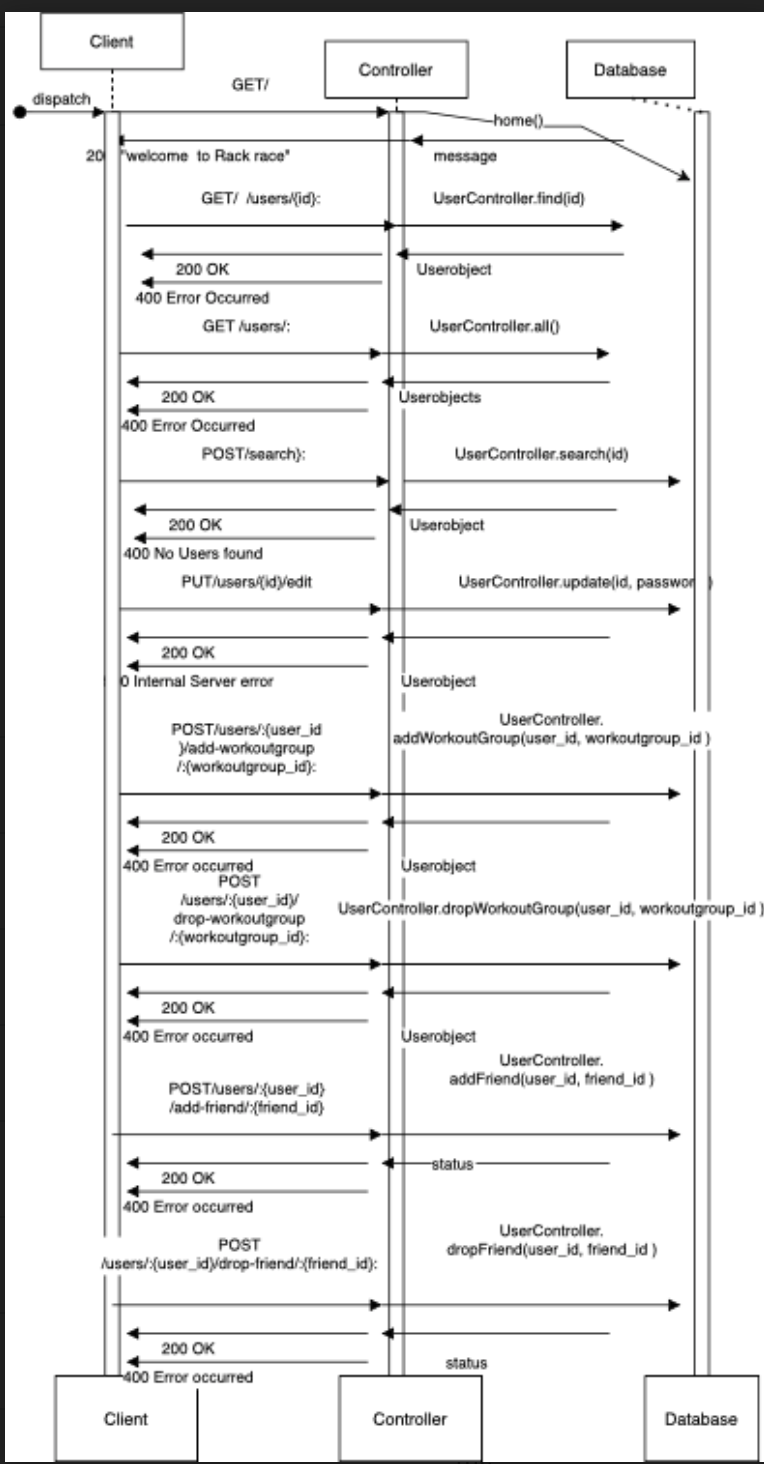 Client
Controller
Database
GET/
dispatch
home()
20 "welcome to Rack race"
message
GET/ /users/{id}:
UserController.find(id)
200 OK
Userobject
400 Error Occurred
GET /users/:
UserController.all()
200 OK
Userobjects
400 Error Occurred
POST/search}:
UserController.search(id)
200 OK
Userobject
400 No Users found
PUT/users/{id}/edit
UserController.update(id, passwor )
200 OK
0 Internal Server error
Userobject
POST/users/:{user_id
}/add-workoutgroup
/:{workoutgroup_id}:
UserController.
addWorkoutGroup(user_id, workoutgroup_id )
200 OK
400 Error occurred
Userobject
POST
/users/:{user_id}/
drop-workoutgroup
/:{workoutgroup_id}:
UserController.dropWorkoutGroup(user_id, workoutgroup_id )
200 OK
400 Error occurred
Userobject
UserController.
addFriend(user_id, friend_id )
POST/users/:{user_id}
/add-friend/:{friend_id}
status
200 OK
400 Error occurred
UserController.
dropFriend(user_id, friend_id )
POST
/users/:{user_id}/drop-friend/:{friend_id}:
200 OK
status
400 Error occurred
Client
Controller
Database